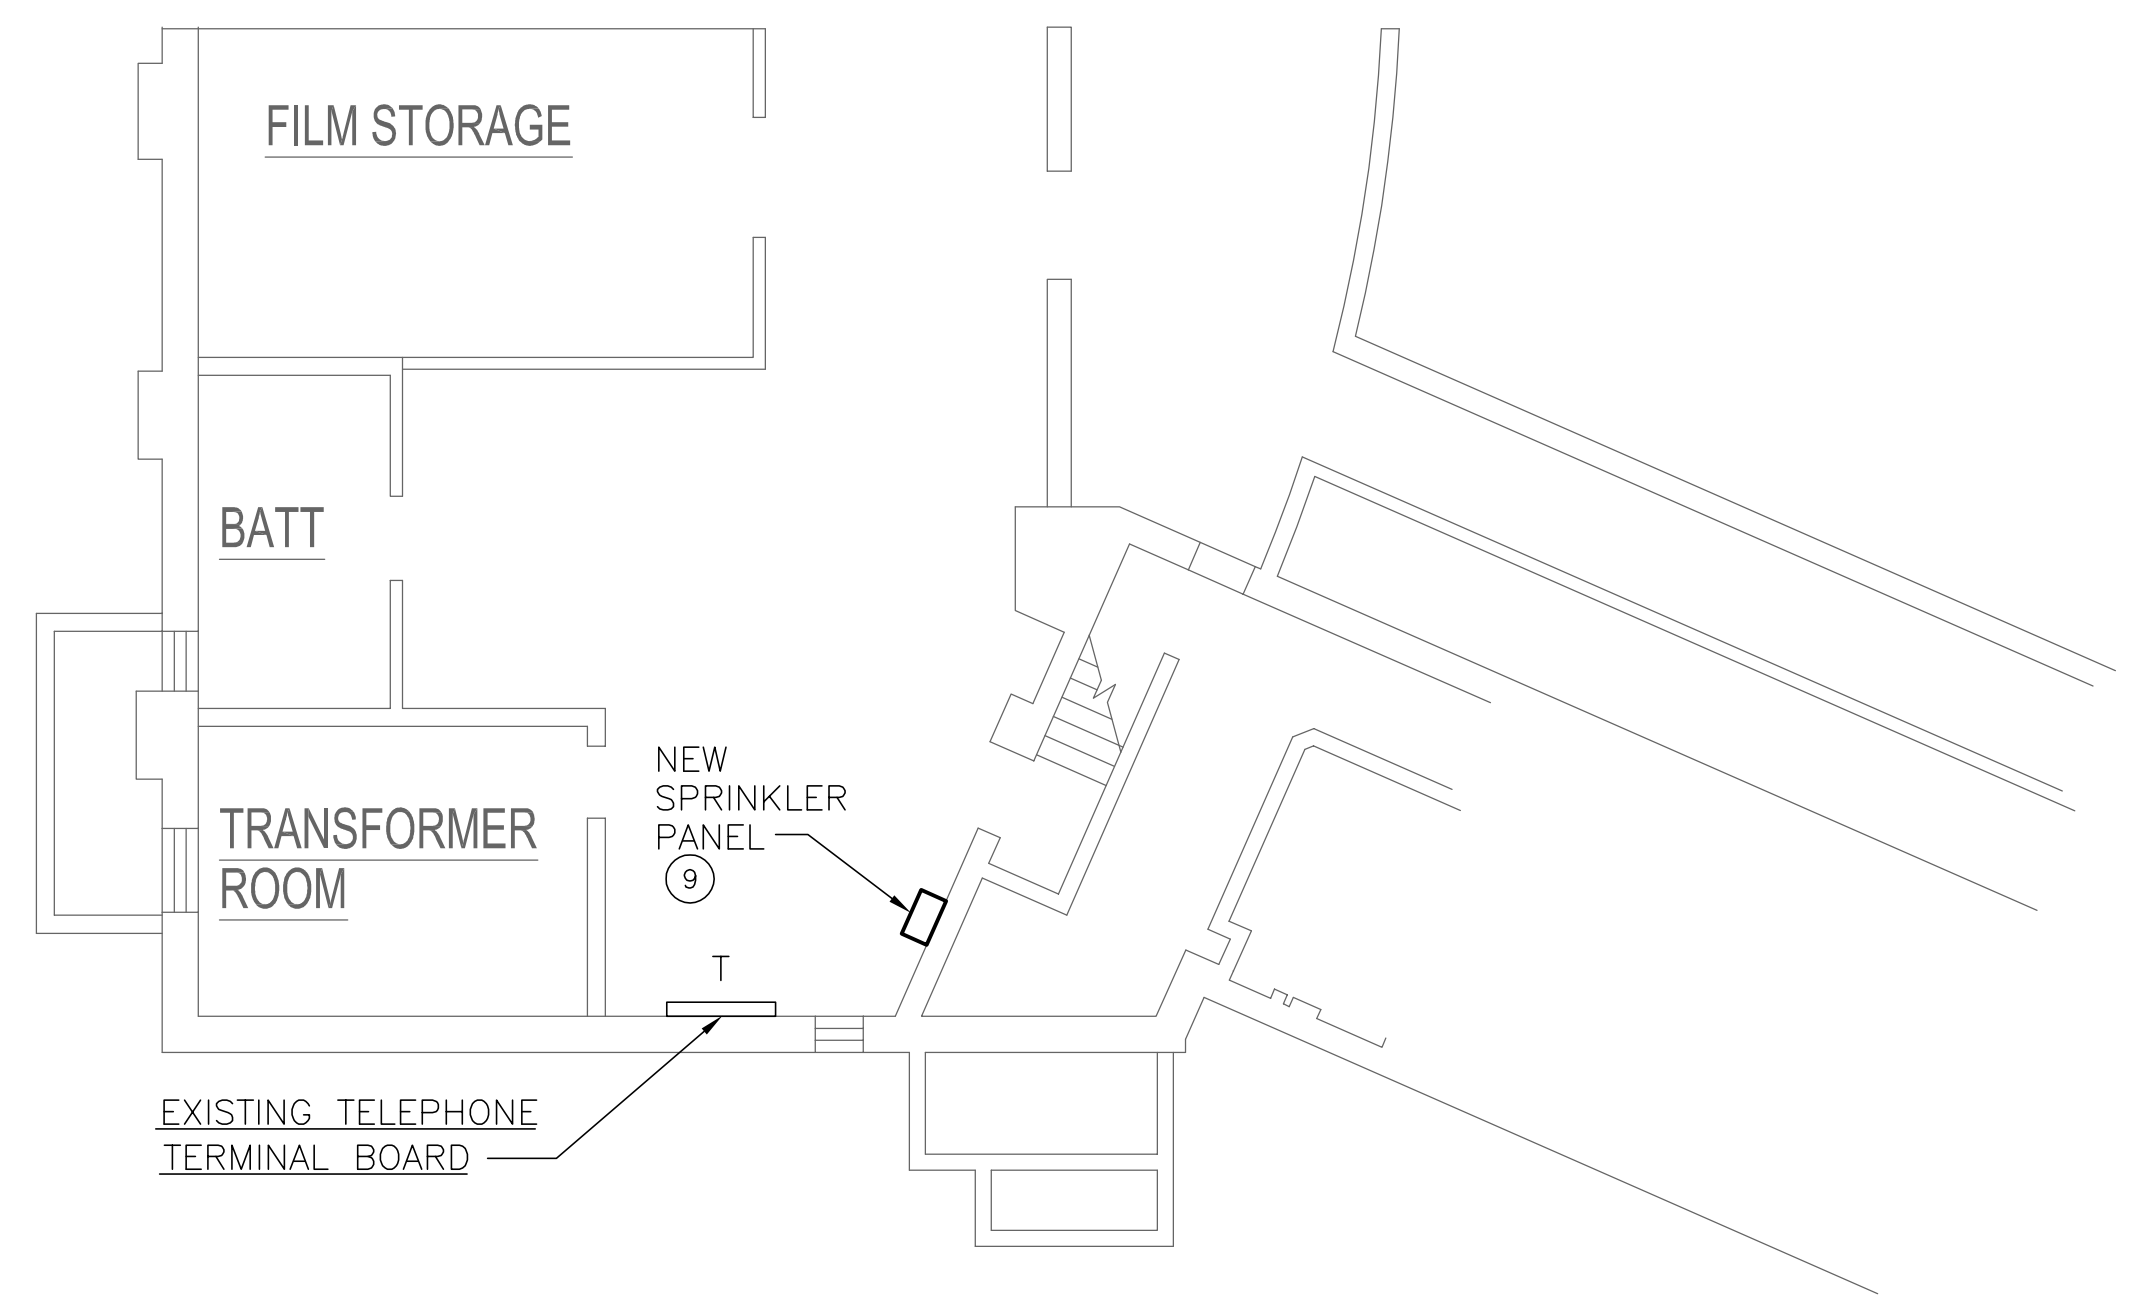 FILM STORAGE
BATT
TRANSFORMER
ROOM
NEW
SPRINKLER
PANEL
9
T
EXISTING TELEPHONE
TERMINAL BOARD